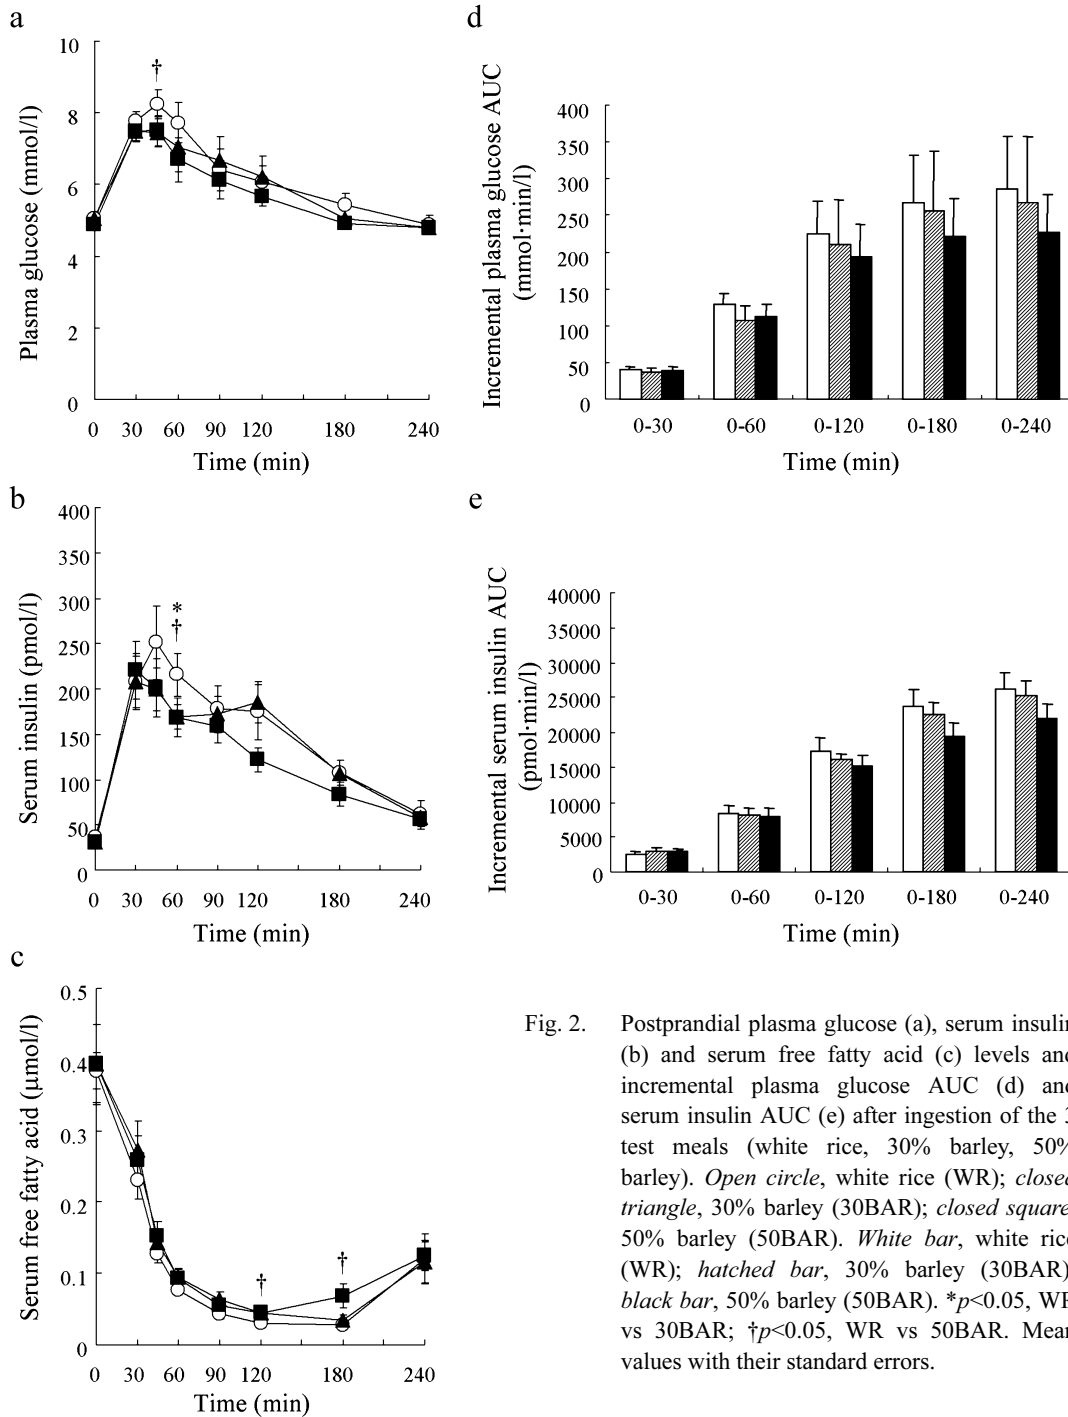 a
Plasma glucose (mmol/l)
10
8
6
4
2
0
†
0 30 60 90 120 180 240
Time (min)
d
Incremental plasma glucose AUC
(mmol·min/l)
400
350
300
250
200
150
100
50
0
0-30 0-60 0-120 0-180 0-240
Time (min)
b
Serum insulin (pmol/l)
400
350
300
250
200
150
100
50
0
*
†
0 30 60 90 120 180 240
Time (min)
e
Incremental serum insulin AUC
(pmol·min/l)
40000
35000
30000
25000
20000
15000
10000
5000
0
0-30 0-60 0-120 0-180 0-240
Time (min)
c
Serum free fatty acid (μmol/l)
0.5
0.4
0.3
0.2
0.1
0
† †
0 30 60 90 120 180 240
Time (min)
Fig. 2. Postprandial plasma glucose (a), serum insulin
(b) and serum free fatty acid (c) levels and
incremental plasma glucose AUC (d) and
serum insulin AUC (e) after ingestion of the 3
test meals (white rice, 30% barley, 50%
barley). Open circle, white rice (WR); closed
triangle, 30% barley (30BAR); closed square,
50% barley (50BAR). White bar, white rice
(WR); hatched bar, 30% barley (30BAR);
black bar, 50% barley (50BAR). *p<0.05, WR
vs 30BAR; †p<0.05, WR vs 50BAR. Mean
values with their standard errors.